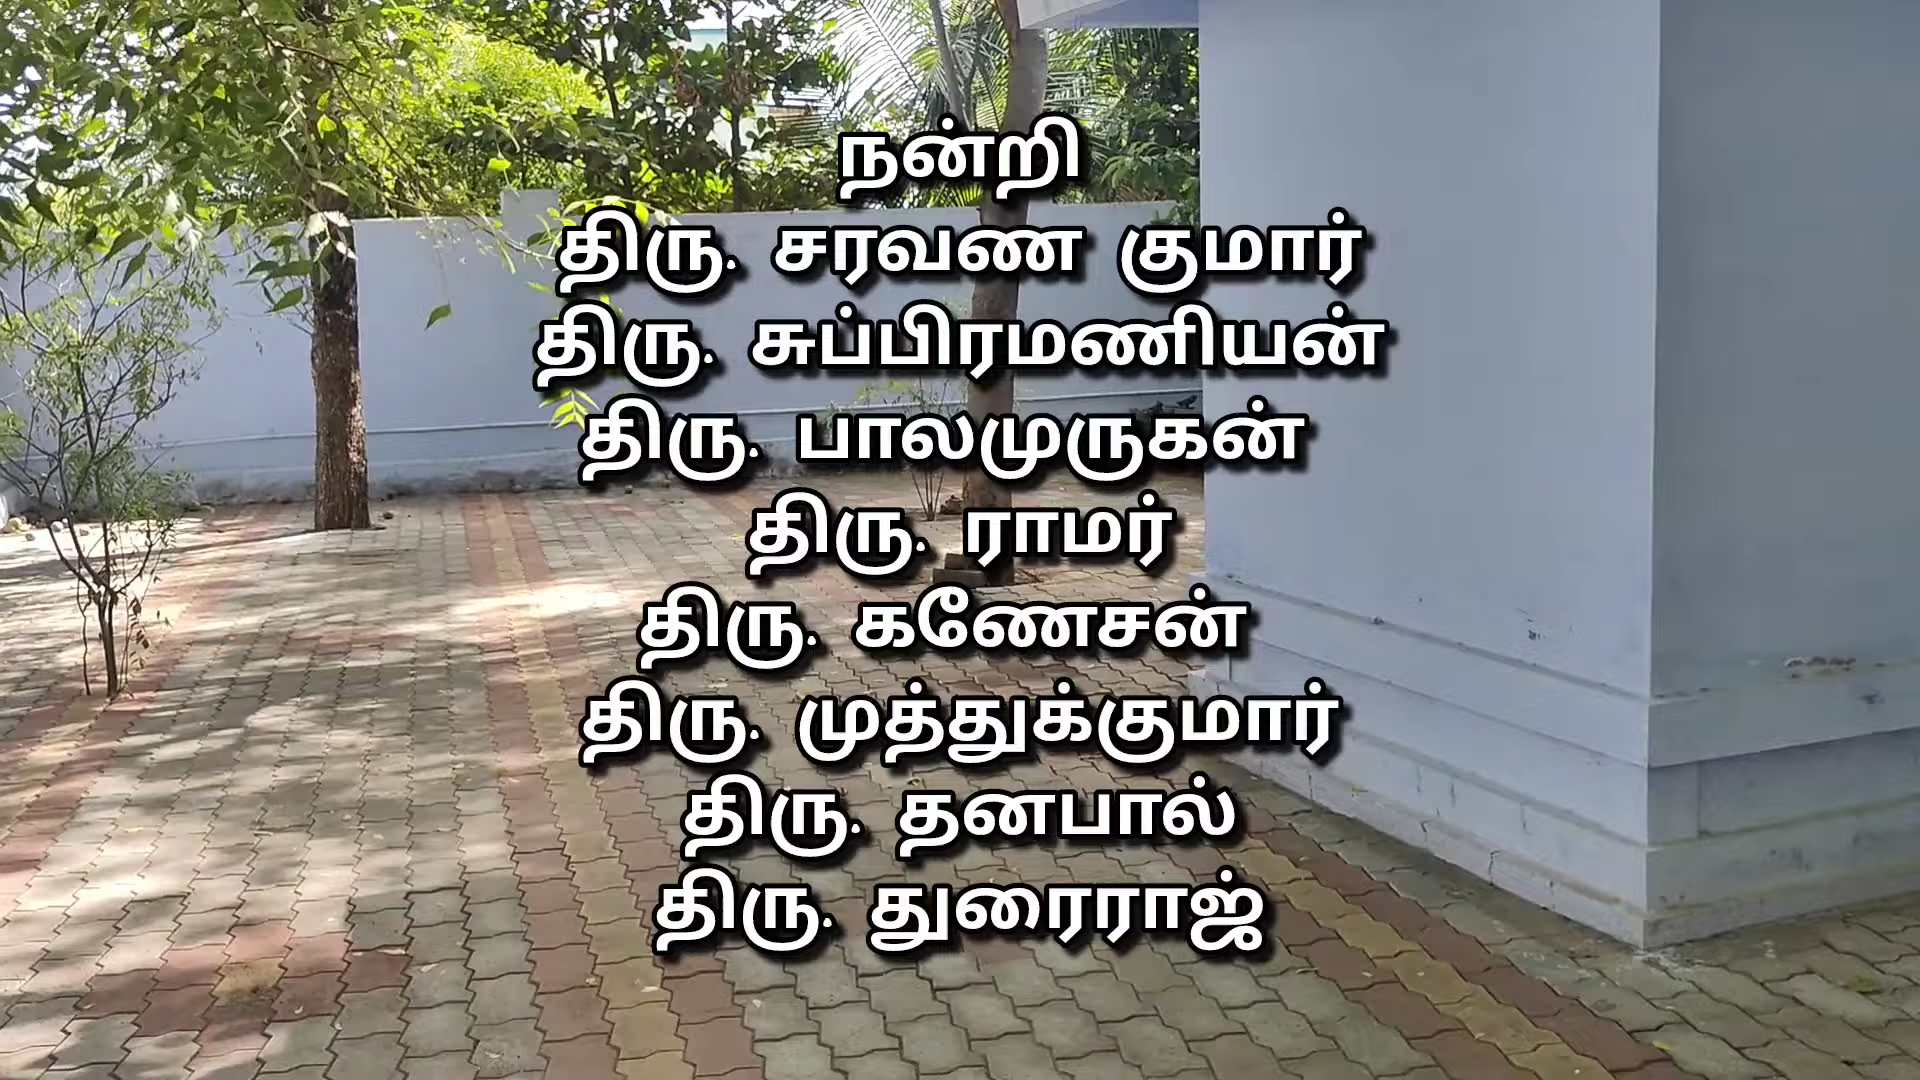 நன்றி
திரு. சரவண குமார்
திரு. சுப்பிரமணியன்
திரு. பாலமுருகன்
திரு. ராமர்
திரு. கணேசன்
திரு. முத்துக்குமார்
திரு. தனபால்
திரு. துரைராஜ்